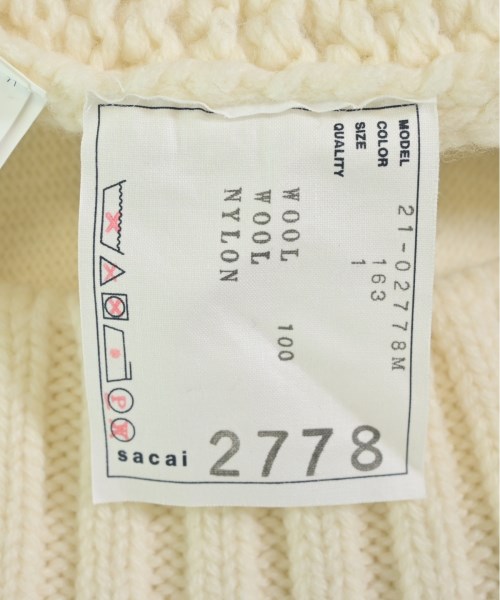 MODEL 21-02778M
COLOR 163
SIZE 1
QUALITY
WOOL 100
WOOL
NYLON
P
W
sacai 2778